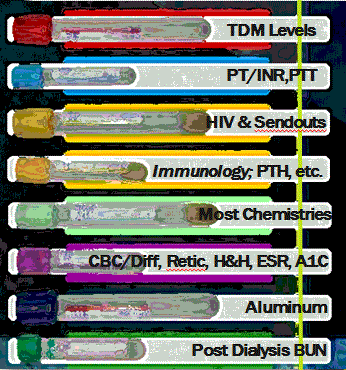 TDM Levels
PT/INR,PTT
HIV & Sendouts
Immunology; PTH, etc.
Most Chemistries
CBC/Diff, Retic, H&H, ESR, A1C
Aluminum
Post Dialysis BUN